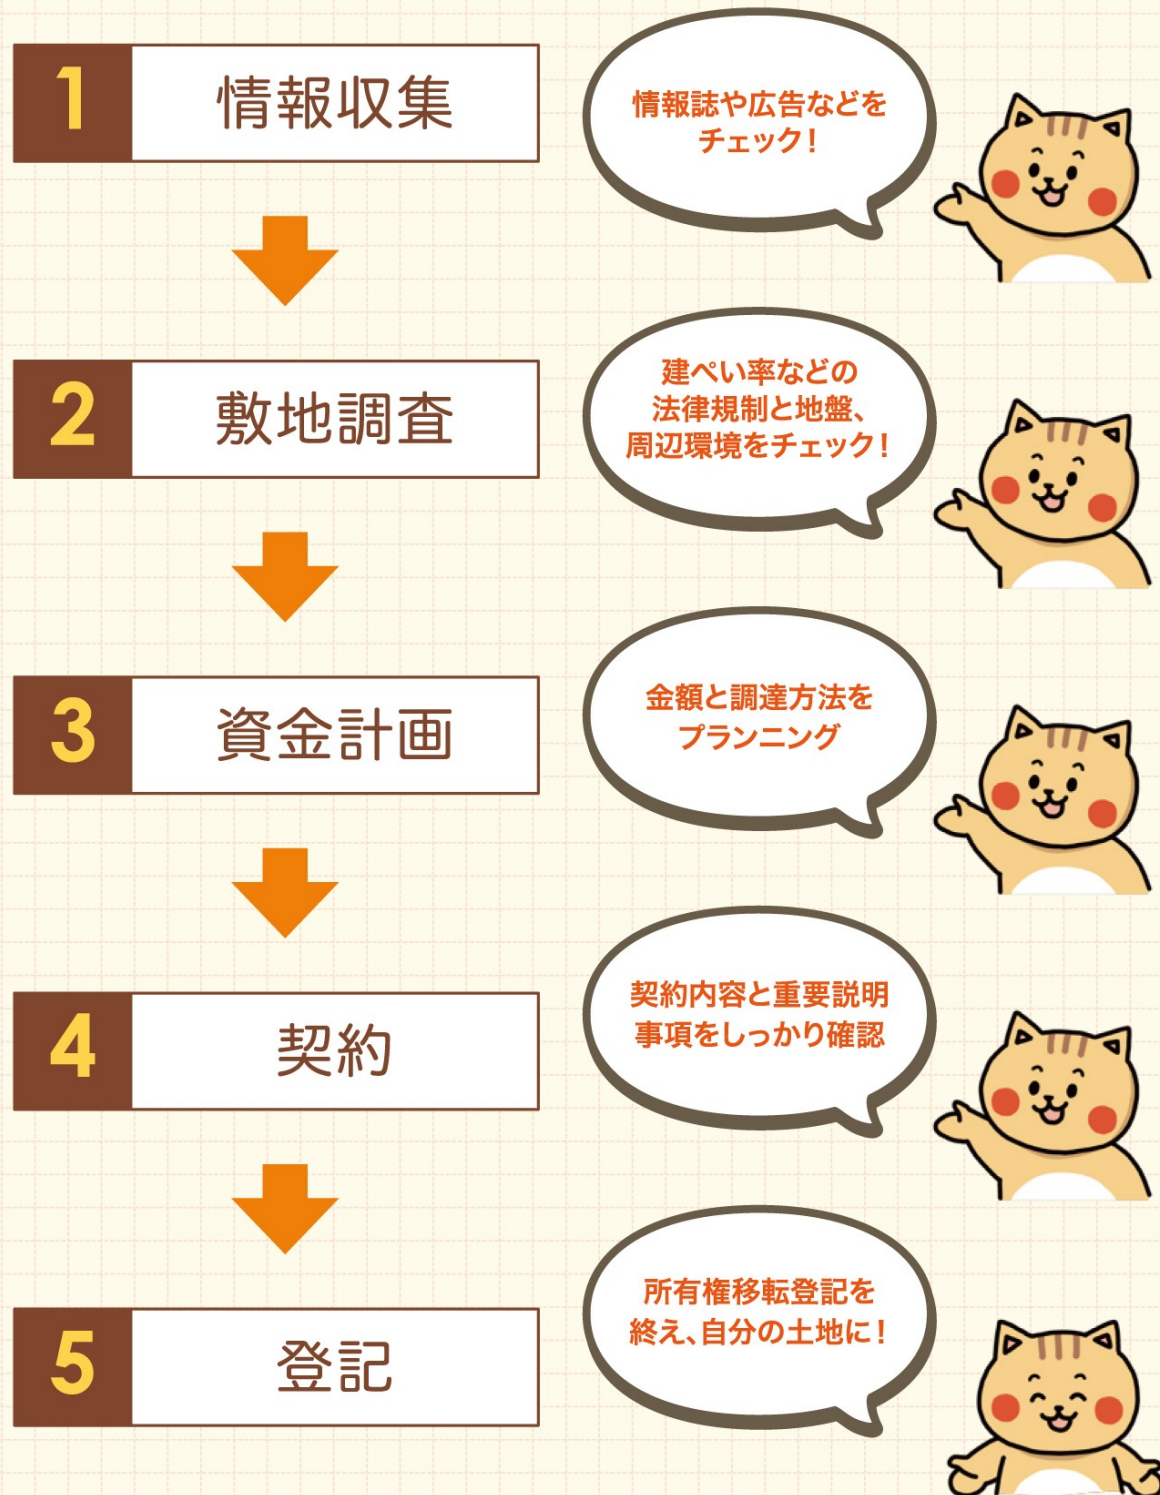 1
情報収集
情報誌や広告などを
チェック！
2
敷地調査
建ぺい率などの
法律規制と地盤、
周辺環境をチェック！
3
資金計画
金額と調達方法を
プランニング
4
契約
契約内容と重要説明
事項をしっかり確認
5
登記
所有権移転登記を
終え、自分の土地に！